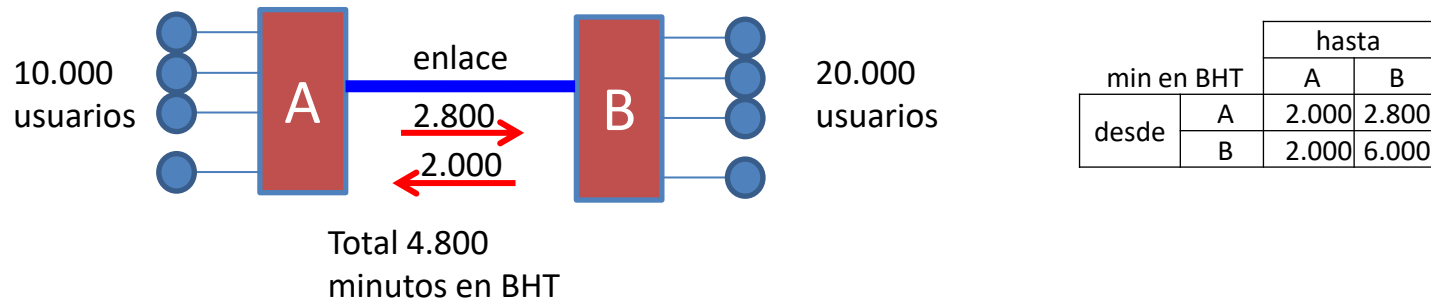 10.000
usuarios
A
enlace
2.800
2.000
B
20.000
usuarios
Total 4.800
minutos en BHT
hasta
min en BHT A B
desde A 2.000 2.800
B 2.000 6.000